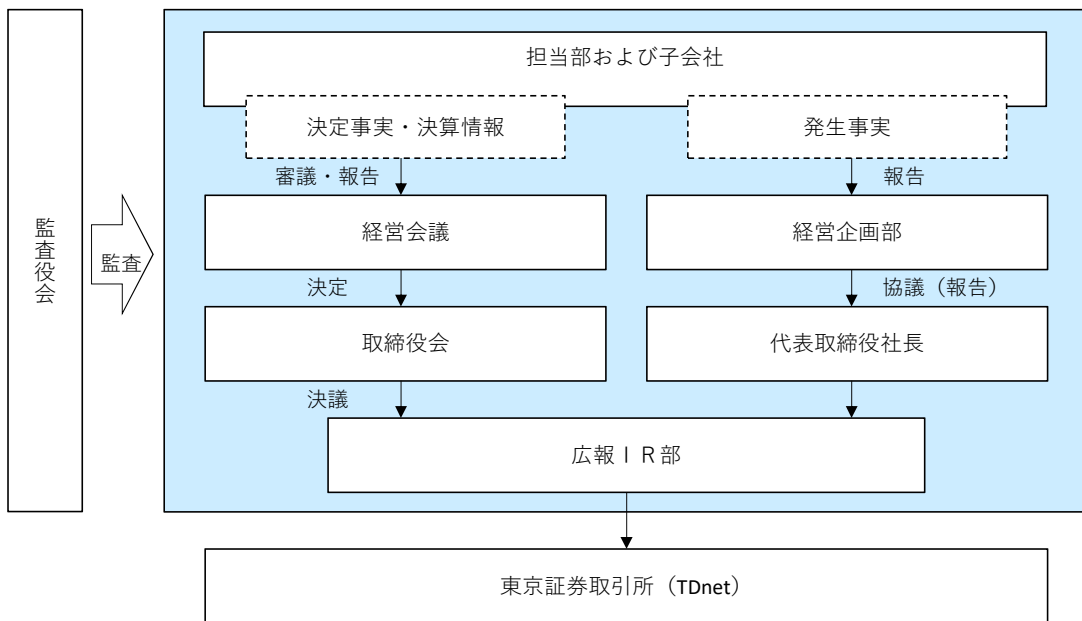 担当部および子会社
決定事実・決算情報
発生事実
審議・報告
報告
経営会議
経営企画部
監査役会
監査
決定
協議（報告）
取締役会
代表取締役社長
決議
広報ＩＲ部
東京証券取引所（TDnet）